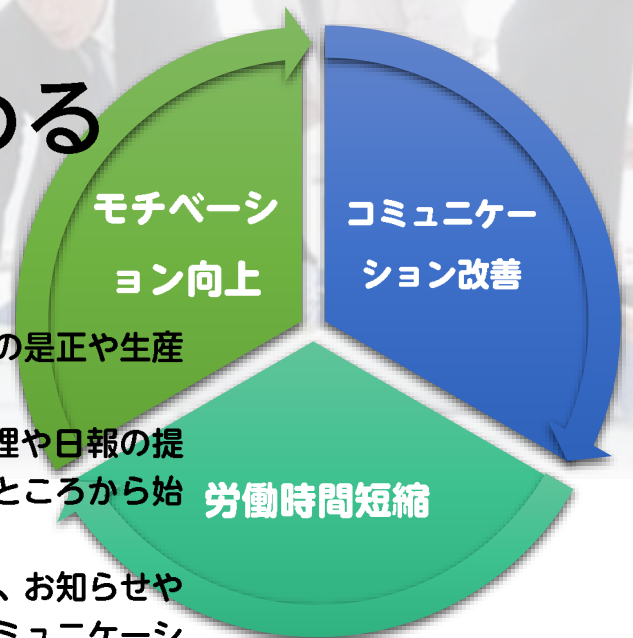 める
モチベーシ
ョン向上
コミュニケー
ション改善
の是正や生産
理や日報の提
ところから始
労働時間短縮
、お知らせや
ミュニケーシ